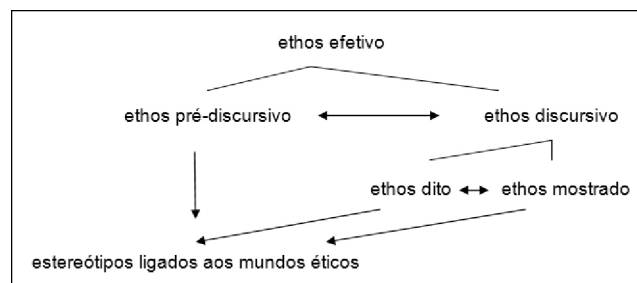 ethos efetivo
ethos pré-discursivo ethos discursivo
ethos dito ethos mostrado
estereótipos ligados aos mundos éticos